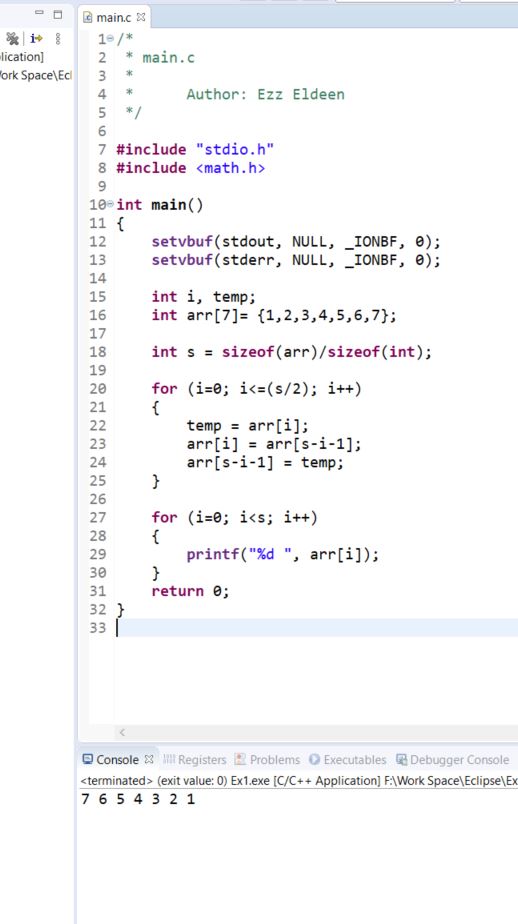 main.c
lication]
ork Space\Ecl
1 /*
2 * main.c
3 *
4 * Author: Ezz Eldeen
5 */
6
7 #include "stdio.h"
8 #include <math.h>
9
10 int main()
11 {
12 setvbuf(stdout, NULL, _IONBF, 0);
13 setvbuf(stderr, NULL, _IONBF, 0);
14
15 int i, temp;
16 int arr[7]= {1,2,3,4,5,6,7};
17
18 int s = sizeof(arr)/sizeof(int);
19
20 for (i=0; i<=(s/2); i++)
21 {
22 temp = arr[i];
23 arr[i] = arr[s-i-1];
24 arr[s-i-1] = temp;
25 }
26
27 for (i=0; i<s; i++)
28 {
29 printf("%d ", arr[i]);
30 }
31 return 0;
32 }
33
Console Registers Problems Executables Debugger Console
<terminated> (exit value: 0) Ex1.exe [C/C++ Application] F:\Work Space\Eclipse\Ex
7 6 5 4 3 2 1